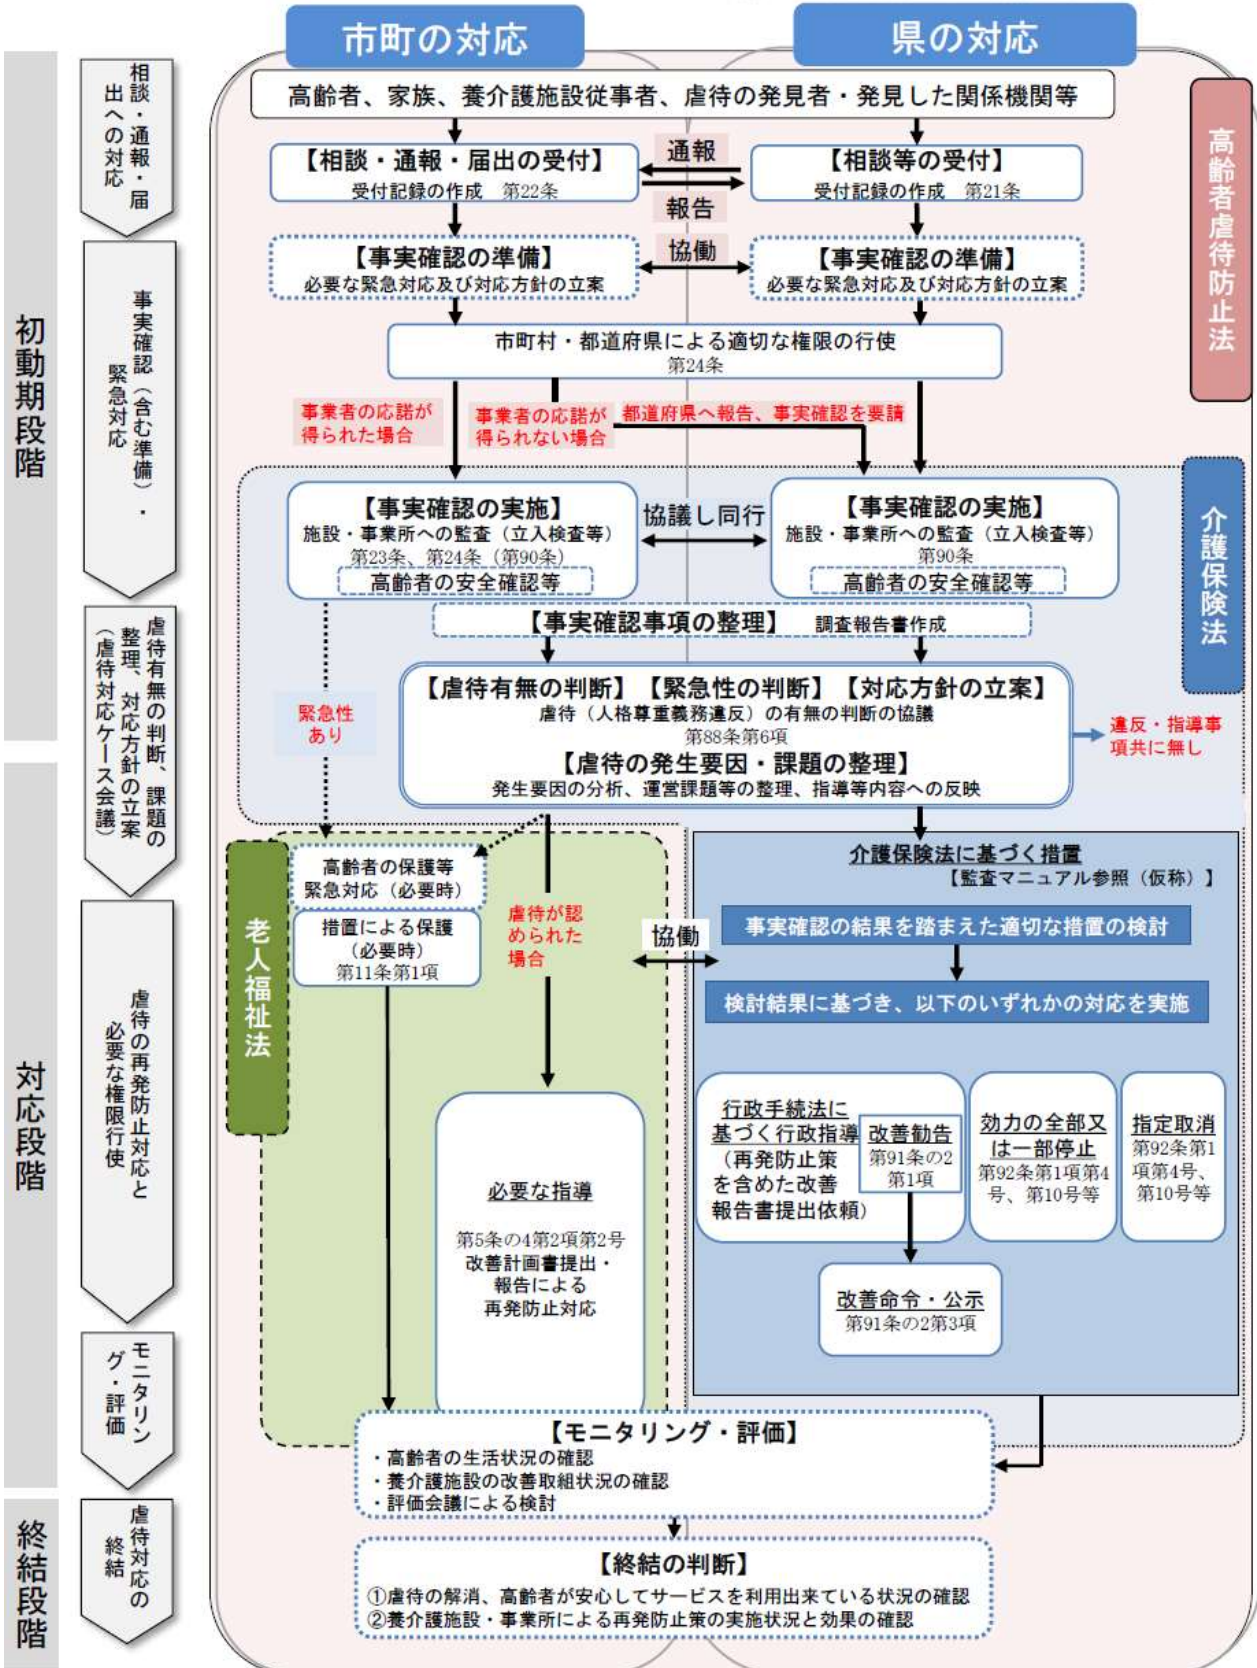 市町の対応
県の対応
初動期段階
対応段階
終結段階
相談・通報・届
出への対応
事実確認(含む準備)・
緊急対応
虐待有無の判断、課題の
整理、対応方針の立案
(虐待対応ケース会議)
虐待の再発防止対応と
必要な権限行使
モニタリン
グ・評価
虐待対応の
終結
高齢者虐待防止法
介護保険法
老人福祉法
高齢者、家族、養介護施設従事者、虐待の発見者・発見した関係機関等
【相談・通報・届出の受付】
受付記録の作成 第22条
通報
報告
【相談等の受付】
受付記録の作成 第21条
【事実確認の準備】
必要な緊急対応及び対応方針の立案
協働
【事実確認の準備】
必要な緊急対応及び対応方針の立案
市町村・都道府県による適切な権限の行使
第24条
事業者の応諾が
得られた場合
事業者の応諾が
得られない場合
都道府県へ報告、事実確認を要請
【事実確認の実施】
施設・事業所への監査(立入検査等)
第23条、第24条(第90条)
高齢者の安全確認等
協議し同行
【事実確認の実施】
施設・事業所への監査(立入検査等)
第90条
高齢者の安全確認等
【事実確認事項の整理】 調査報告書作成
緊急性
あり
【虐待有無の判断】【緊急性の判断】【対応方針の立案】
虐待(人格尊重義務違反)の有無の判断の協議
第88条第6項
【虐待の発生要因・課題の整理】
発生要因の分析、運営課題等の整理、指導等内容への反映
違反・指導事
項共に無し
高齢者の保護等
緊急対応(必要時)
措置による保護
(必要時)
第11条第1項
虐待が認
められた
場合
協働
必要な指導
第5条の4第2項第2号
改善計画書提出・
報告による
再発防止対応
介護保険法に基づく措置
【監査マニュアル参照(仮称)】
事実確認の結果を踏まえた適切な措置の検討
検討結果に基づき、以下のいずれかの対応を実施
行政手続法に
基づく行政指導
(再発防止策
を含めた改善
報告書提出依頼)
改善勧告
第91条の2
第1項
効力の全部又
は一部停止
第92条第1項第4
号、第10号等
指定取消
第92条第1
項第4号、
第10号等
改善命令・公示
第91条の2第3項
【モニタリング・評価】
・高齢者の生活状況の確認
・養介護施設の改善取組状況の確認
・評価会議による検討
【終結の判断】
①虐待の解消、高齢者が安心してサービスを利用出来ている状況の確認
②養介護施設・事業所による再発防止策の実施状況と効果の確認